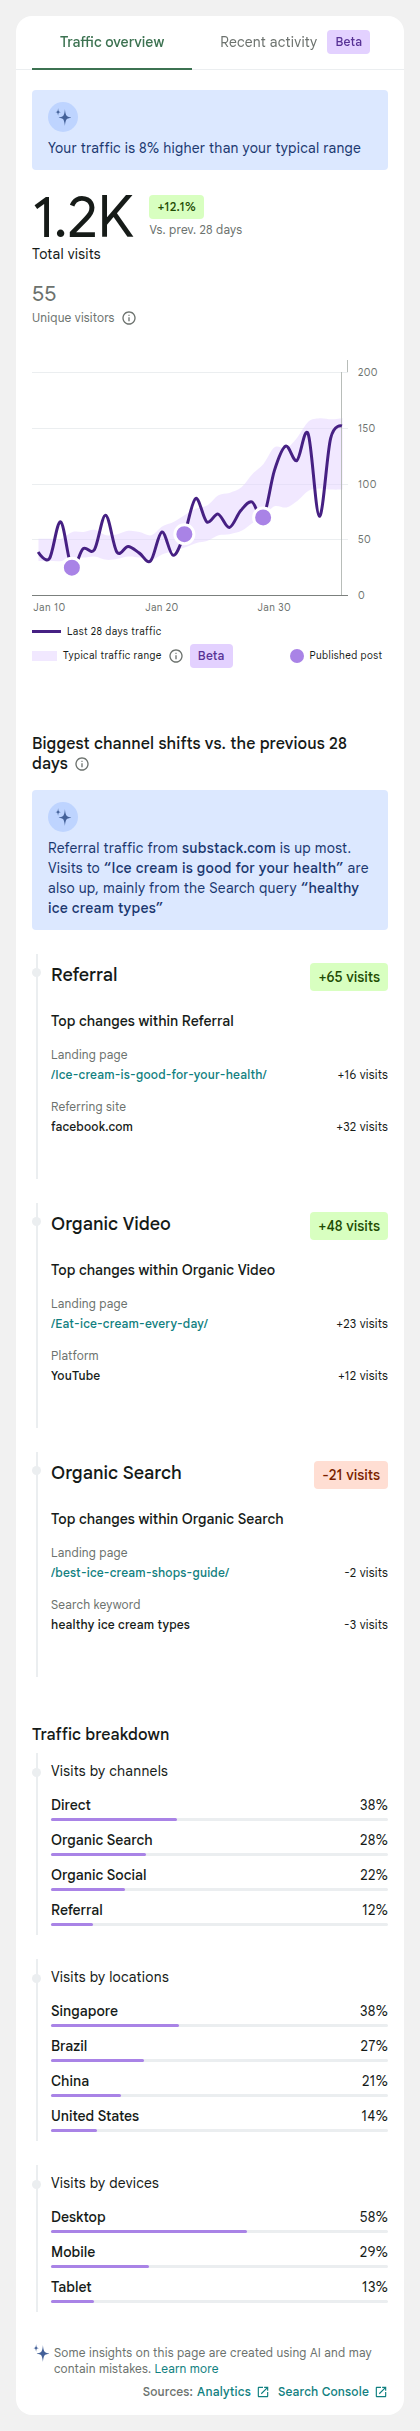 Traffic overview
Recent activity
Beta
Your traffic is 8% higher than your typical range
1.2K
+12.1%
Vs. prev. 28 days
Total visits
55
Unique visitors
200
150
100
50
0
Jan 10
Jan 20
Jan 30
Last 28 days traffic
Typical traffic range
Beta
Published post
Biggest channel shifts vs. the previous 28
days
Referral traffic from substack.com is up most.
Visits to “Ice cream is good for your health” are
also up, mainly from the Search query “healthy
ice cream types”
Referral
+65 visits
Top changes within Referral
Landing page
/Ice-cream-is-good-for-your-health/
+16 visits
Referring site
facebook.com
+32 visits
Organic Video
+48 visits
Top changes within Organic Video
Landing page
/Eat-ice-cream-every-day/
+23 visits
Platform
YouTube
+12 visits
Organic Search
-21 visits
Top changes within Organic Search
Landing page
/best-ice-cream-shops-guide/
-2 visits
Search keyword
healthy ice cream types
-3 visits
Traffic breakdown
Visits by channels
Direct
38%
Organic Search
28%
Organic Social
22%
Referral
12%
Visits by locations
Singapore
38%
Brazil
27%
China
21%
United States
14%
Visits by devices
Desktop
58%
Mobile
29%
Tablet
13%
Some insights on this page are created using AI and may
contain mistakes. Learn more
Sources: Analytics Search Console